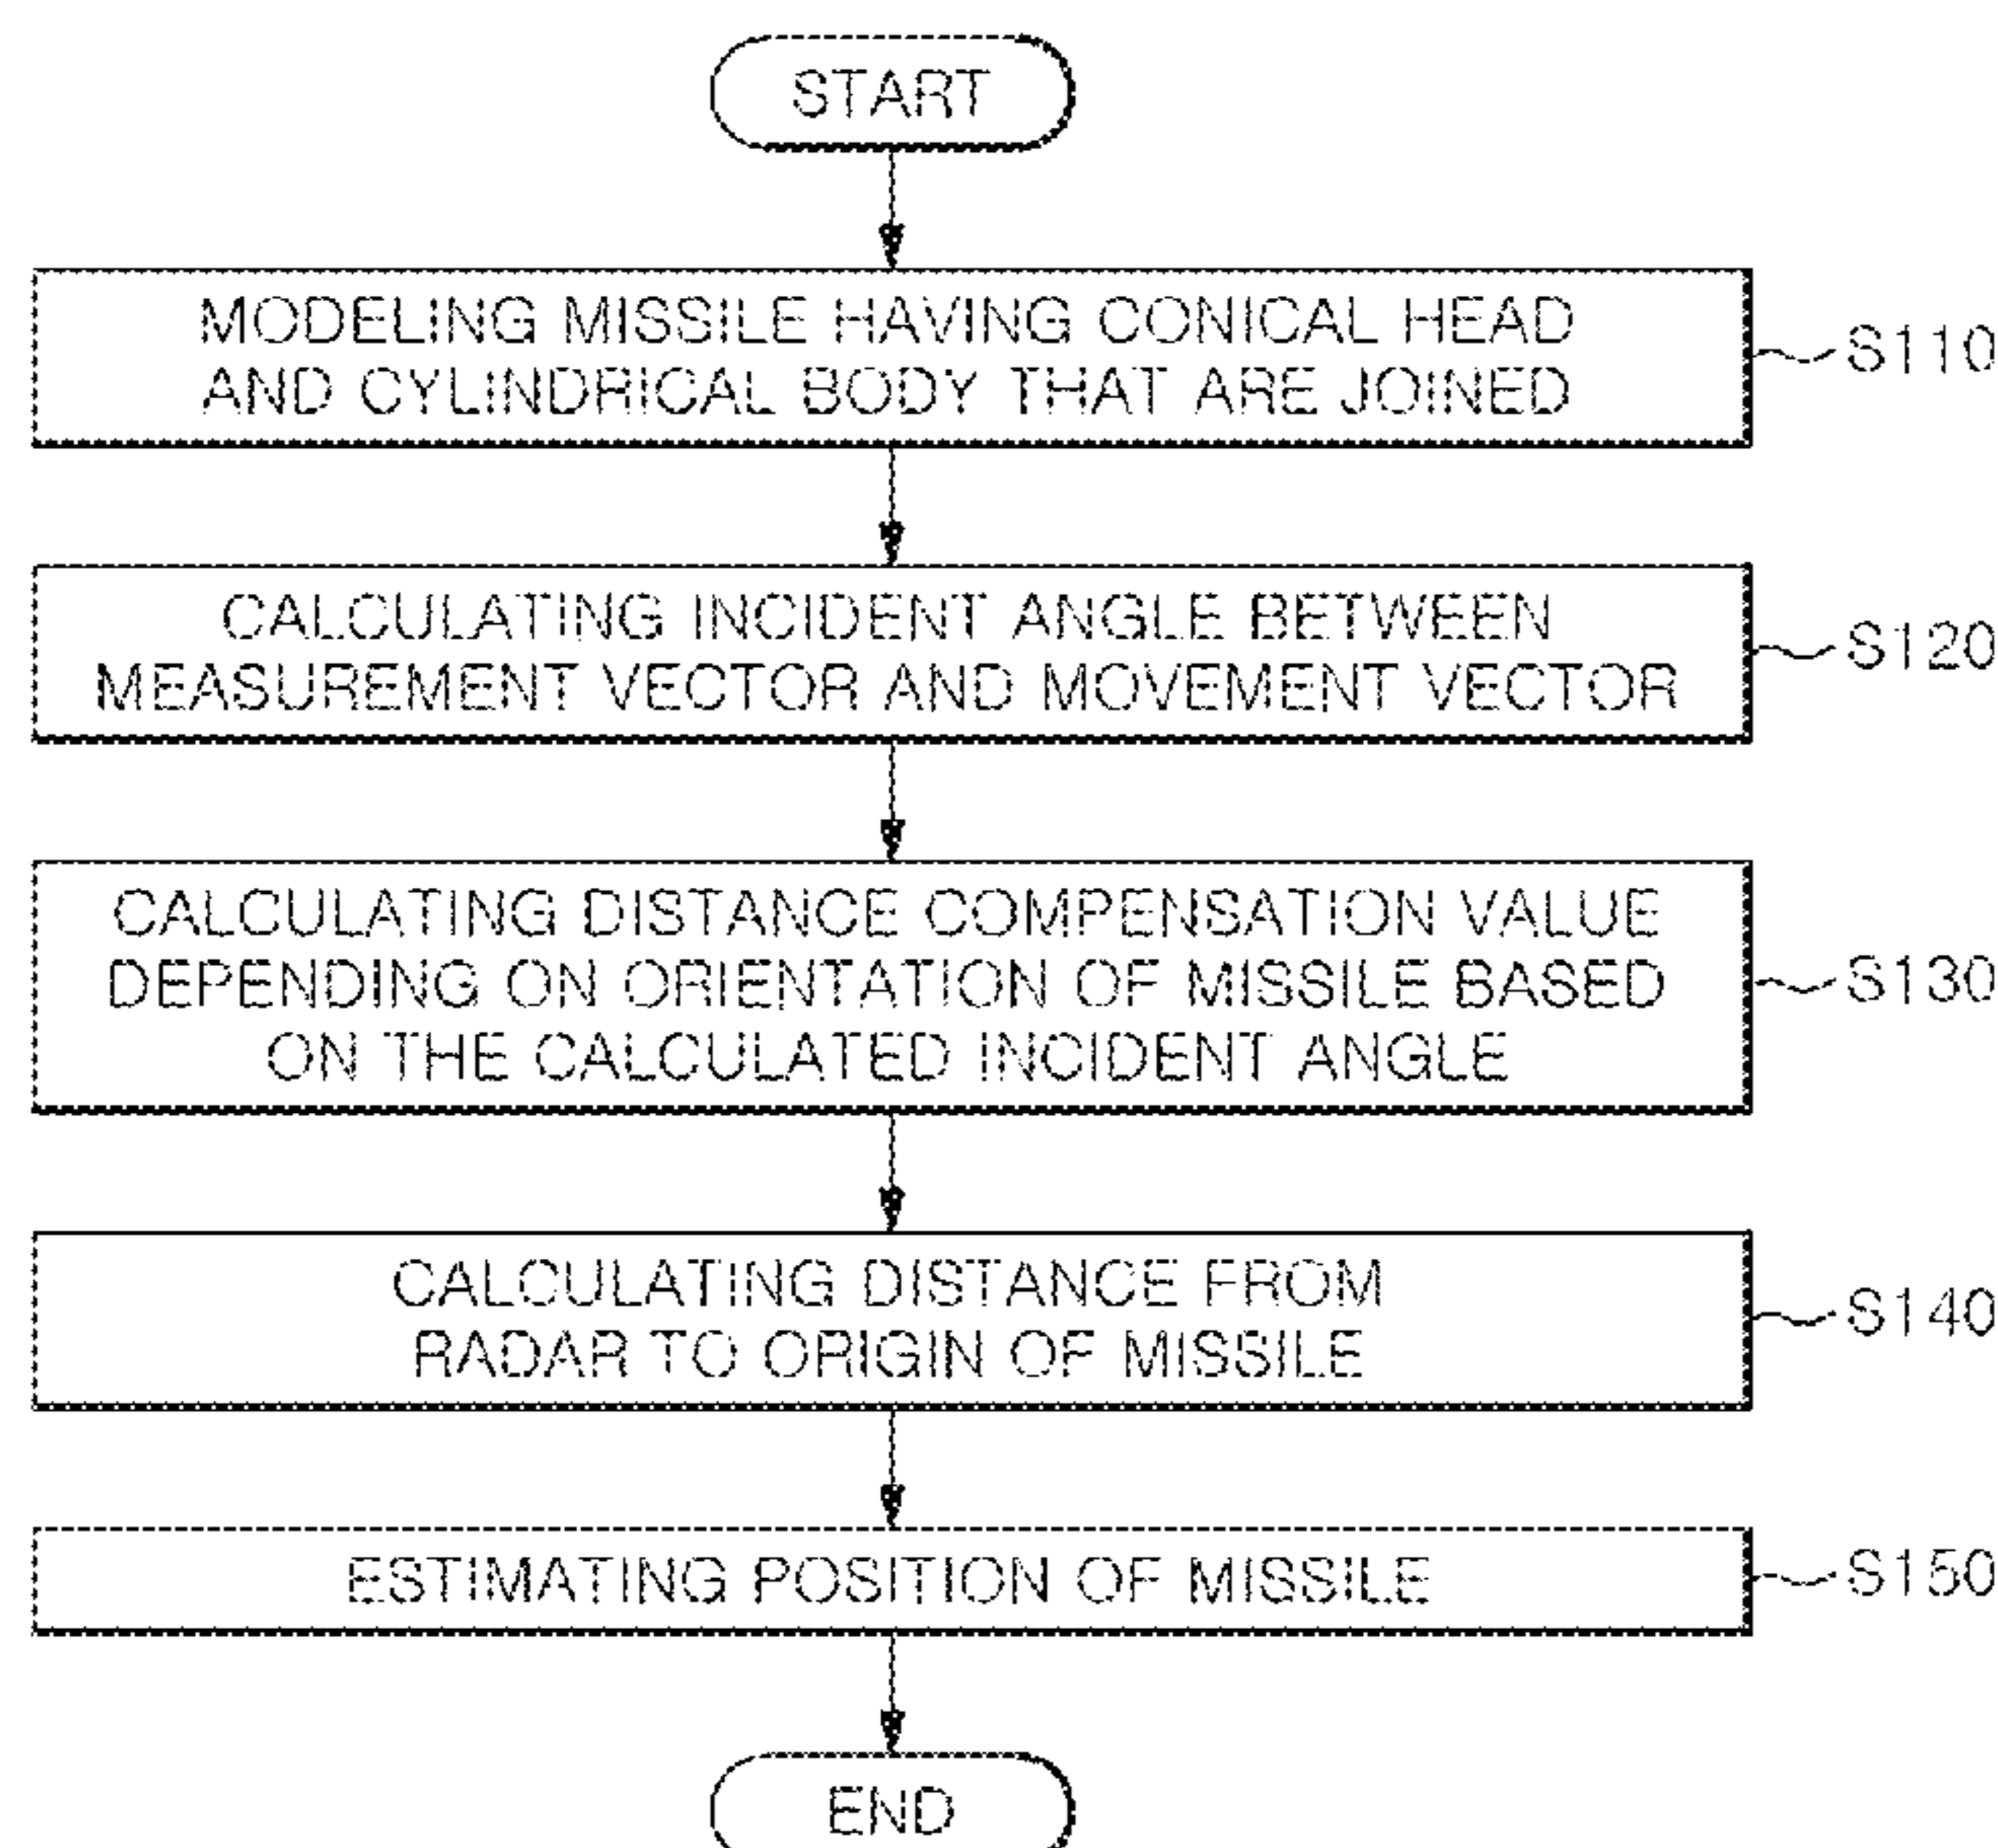 START
MODELING MISSILE HAVING CONICAL HEAD
AND CYLINDRICAL BODY THAT ARE JOINED
S110
CALCULATING INCIDENT ANGLE BETWEEN
MEASUREMENT VECTOR AND MOVEMENT VECTOR
S120
CALCULATING DISTANCE COMPENSATION VALUE
DEPENDING ON ORIENTATION OF MISSILE BASED
ON THE CALCULATED INCIDENT ANGLE
S130
CALCULATING DISTANCE FROM
RADAR TO ORIGIN OF MISSILE
S140
ESTIMATING POSITION OF MISSILE
S150
END